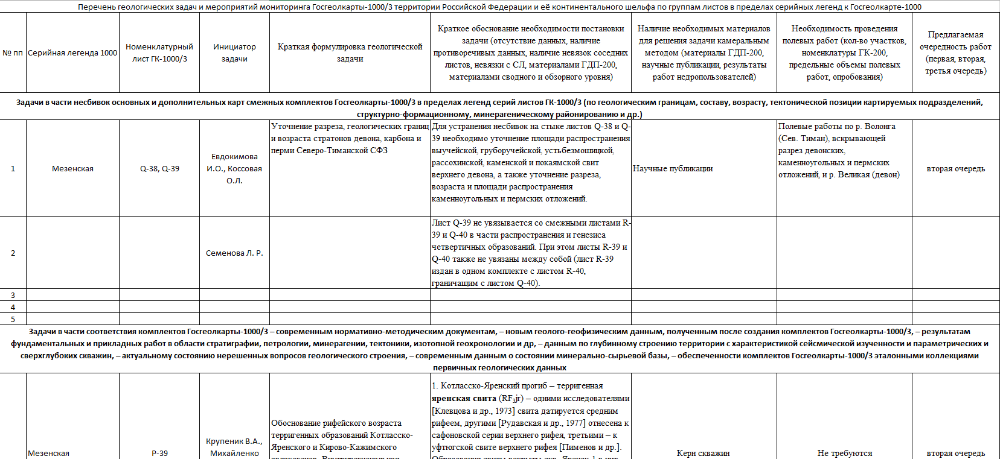 Перечень геологических задач и мероприятий мониторинга Госгеолкарты-1000/3 территории Российской Федерации и её континентального шельфа по группам листов в пределах серийных легенд к Госгеолкарте-1000
№ пп
Серийная легенда 1000
Номенклатурный
лист ГК-1000/3
Инициатор
задачи
Краткая формулировка геологической
задачи
Краткое обоснование необходимости постановки
задачи (отсутствие данных, наличие
противоречивых данных, наличие невязок соседних
листов, невязки с СЛ, материалами ГДП-200,
материалами сводного и обзорного уровня)
Наличие необходимых материалов
для решения задачи камеральным
методом (материалы ГДП-200,
научные публикации, результаты
работ недропользователей)
Необходимость проведения
полевых работ (кол-во участков,
номенклатуры ГК-200,
предельные объемы полевых
работ, опробования)
Предлагаемая
очередность работ
(первая, вторая,
третья очередь)
Задачи в части несбивок основных и дополнительных карт смежных комплектов Госгеолкарты-1000/3 в пределах легенд серий листов ГК-1000/3 (по геологическим границам, составу, возрасту, тектонической позиции картируемых подразделений,
структурно-формационному, минерагеническому районированию и др.)
1
Мезенская
Q-38, Q-39
Евдокимова
И.О., Коссовая
О.Л.
Уточнение разреза, геологических границ
и возраста стратонов девона, карбона и
перми Северо-Тиманской СФЗ
Для устранения несбивок на стыке листов Q-38 и Q-
39 необходимо уточнение площади распространения
выучейской, груборучейской, устьбезмошицкой,
рассохинской, каменской и покаямской свит
верхнего девона, а также уточнение разреза,
возраста и площади распространения
каменноугольных и пермских отложений.
Научные публикации
Полевые работы по р. Волонга
(Сев. Тиман), вскрывающей
разрез девонских,
каменноугольных и пермских
отложений, и р. Великая (девон)
вторая очередь
2
Семенова Л. Р.
Лист Q-39 не увязывается со смежными листами R-
39 и Q-40 в части распространения и генезиса
четвертичных образований. При этом листы R-39 и
Q-40 также не увязаны между собой (лист R-39
издан в одном комплекте с листом R-40,
граничащим с листом Q-40).
3
4
5
Задачи в части соответствия комплектов Госгеолкарты-1000/3 – современным нормативно-методическим документам, – новым геолого-геофизическим данным, полученным после создания комплектов Госгеолкарты-1000/3, – результатам
фундаментальных и прикладных работ в области стратиграфии, петрологии, минерагении, тектоники, изотопной геохронологии и др, – данным по глубинному строению территории с характеристикой сейсмической изученности и параметрических и
сверхглубоких скважин, – актуальному состоянию нерешенных вопросов геологического строения, – современным данным о состоянии минерально-сырьевой базы, – обеспеченности комплектов Госгеолкарты-1000/3 эталонными коллекциями
первичных геологических данных
Мезенская
Р-39
Крупеник В.А.,
Михайленко
Обоснование рифейского возраста
терригенных образований Котласско-
Яренского и Кирово-Кажимского
1. Котласско-Яренский прогиб – терригенная
яренская свита (RF₃jr) – одними исследователями
[Клевцова и др., 1973] свита датируется средним
рифеем, другими [Рудавская и др., 1977] отнесена к
сафоновской серии верхнего рифея, третьими – к
уфтюгской свите верхнего рифея [Пименов и др.].
Керн скважин
Не требуются
вторая очередь